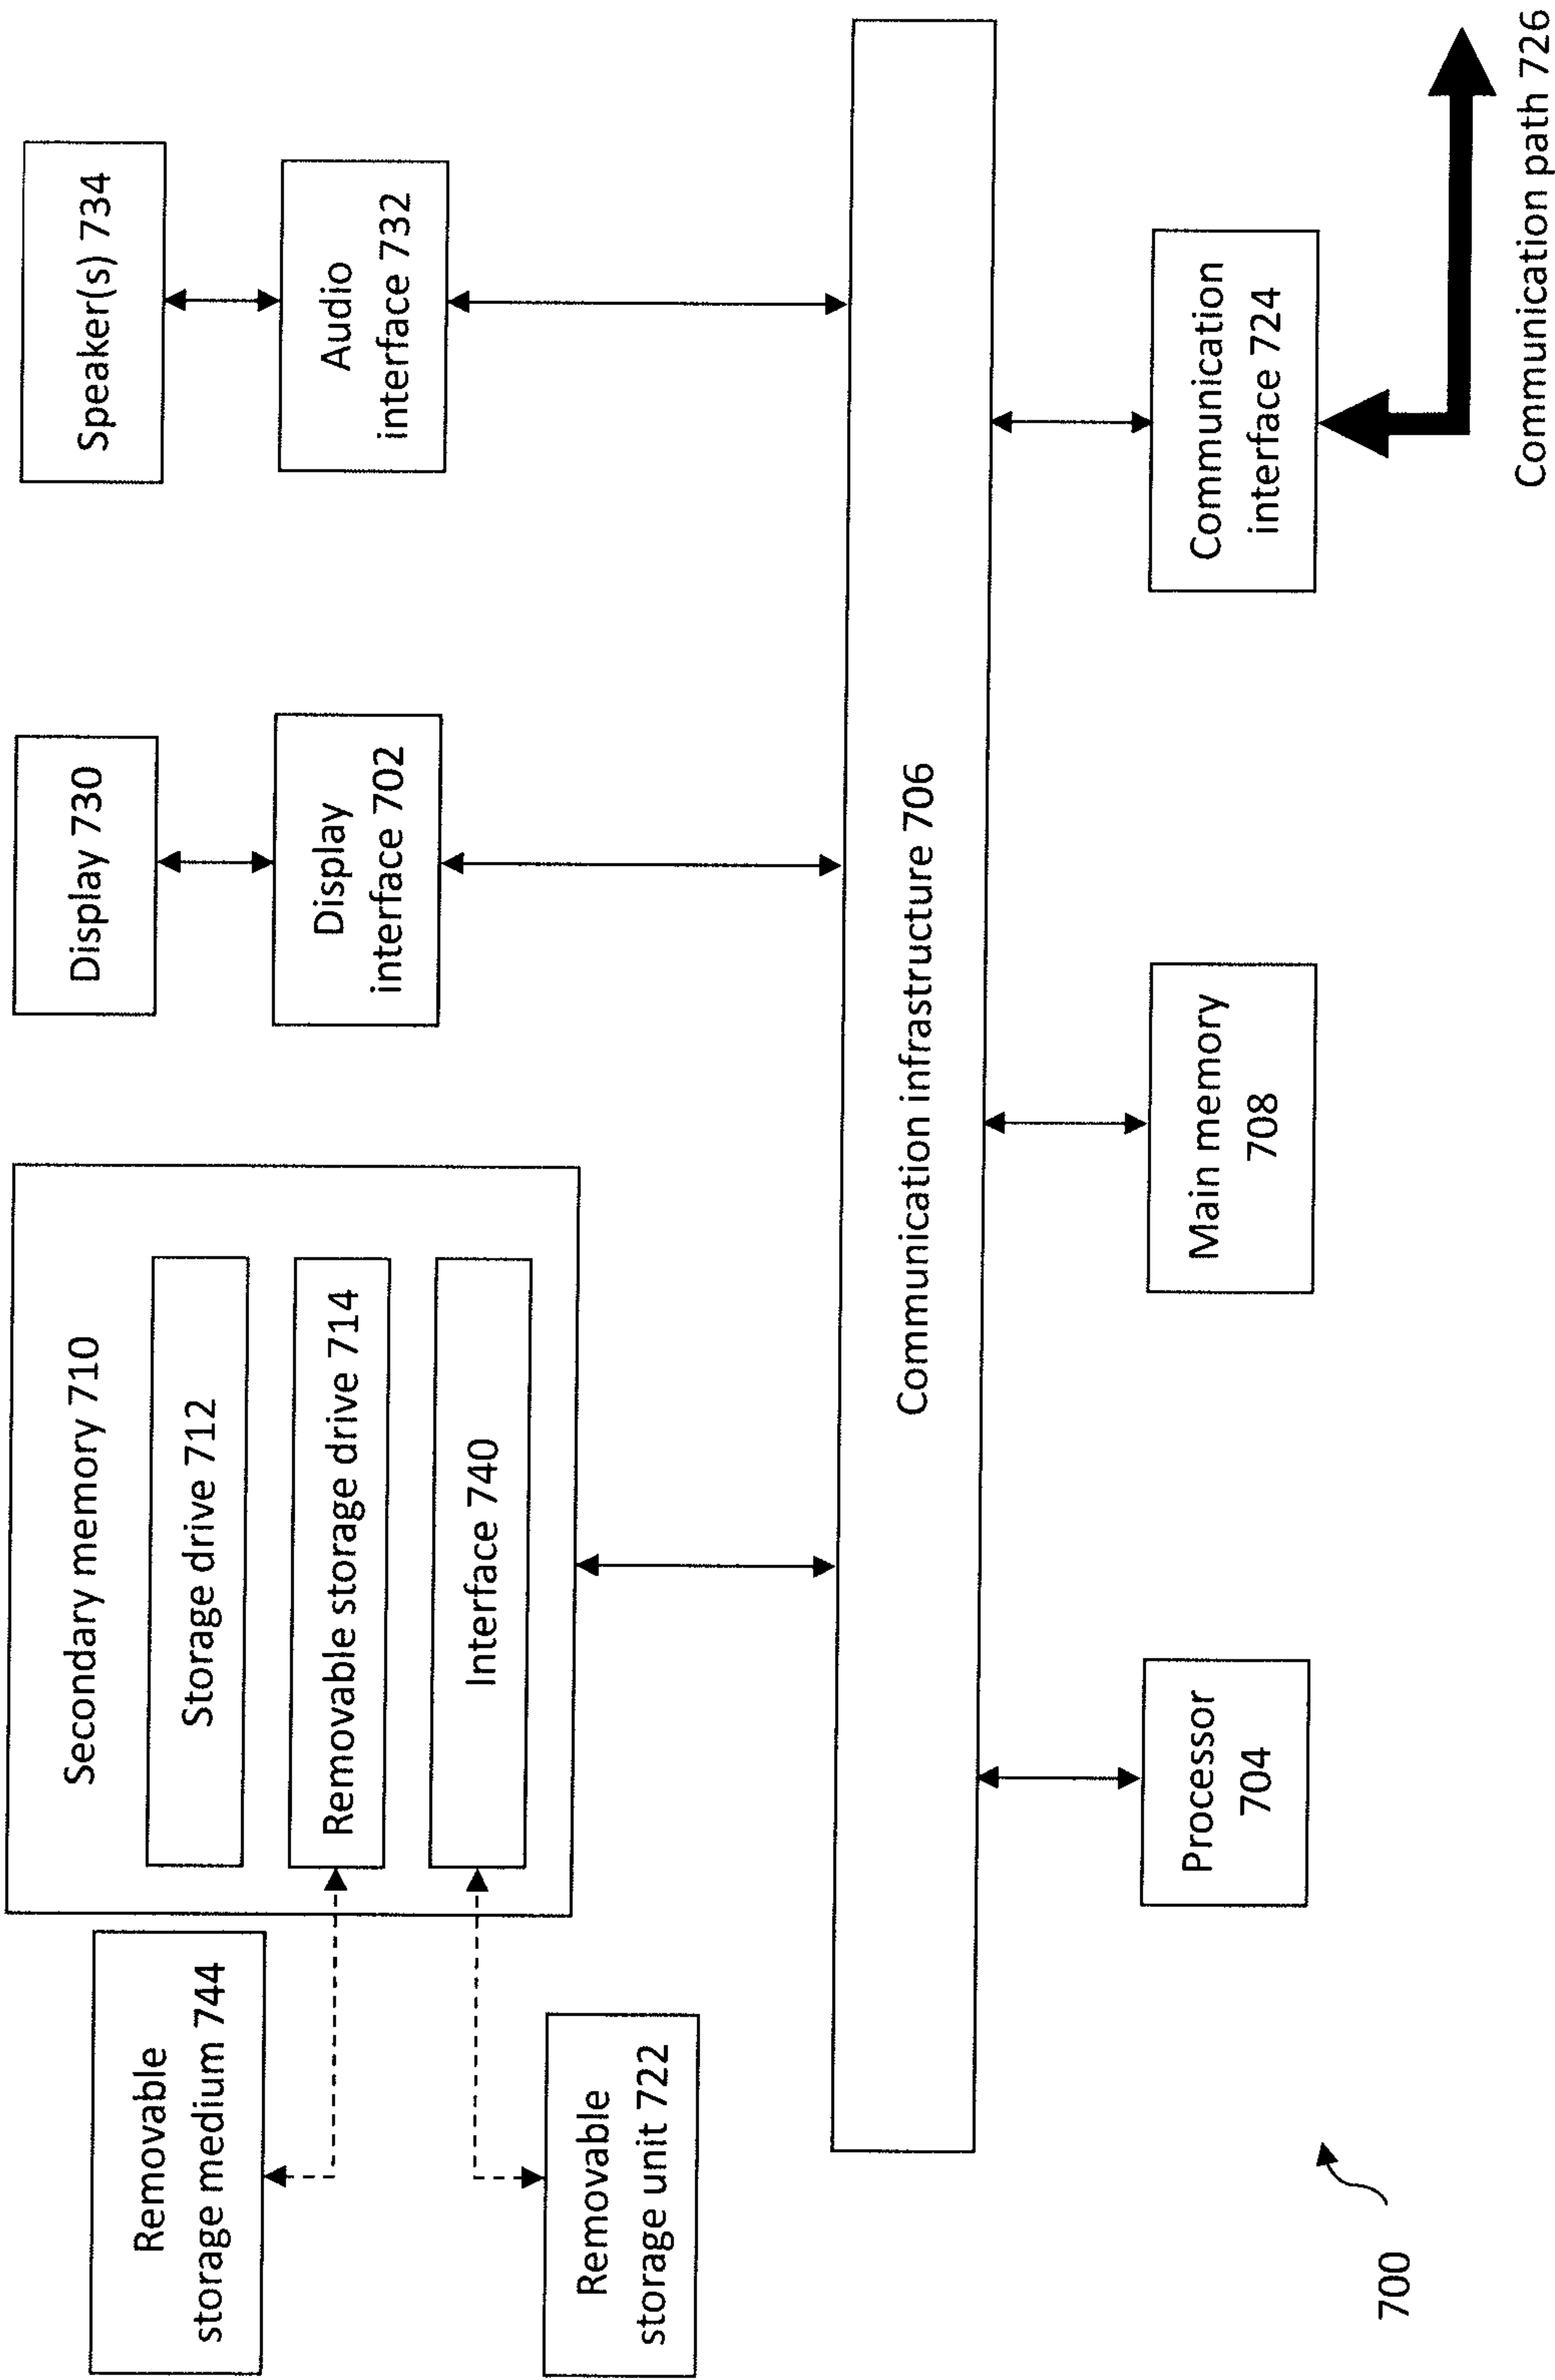 Removable
storage medium 744
Removable
storage unit 722
Secondary memory 710
Storage drive 712
Removable storage drive 714
Interface 740
Display 730
Display
interface 702
Speaker(s) 734
Audio
interface 732
Communication infrastructure 706
Processor
704
Main memory
708
Communication
interface 724
Communication path 726
700